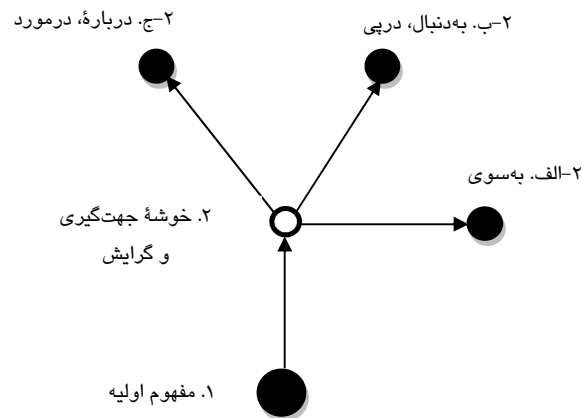 ۲-ج. دربارهٔ، درمورد
۲-ب. به‌دنبال، درپی
۲-الف. به‌سوی
۲. خوشهٔ جهت‌گیری
و گرایش
۱. مفهوم اولیه